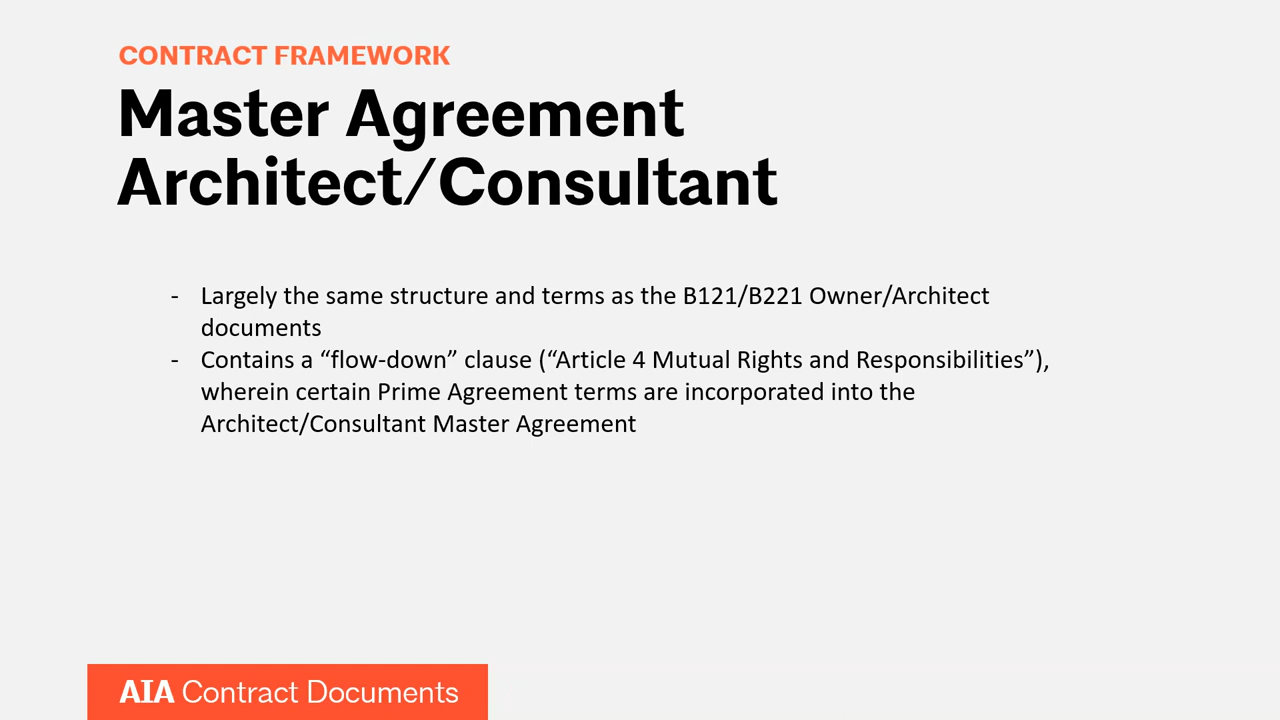 CONTRACT FRAMEWORK
Master Agreement
Architect/Consultant
- Largely the same structure and terms as the B121/B221 Owner/Architect
documents
- Contains a “flow-down” clause (“Article 4 Mutual Rights and Responsibilities”),
wherein certain Prime Agreement terms are incorporated into the
Architect/Consultant Master Agreement
AIA Contract Documents